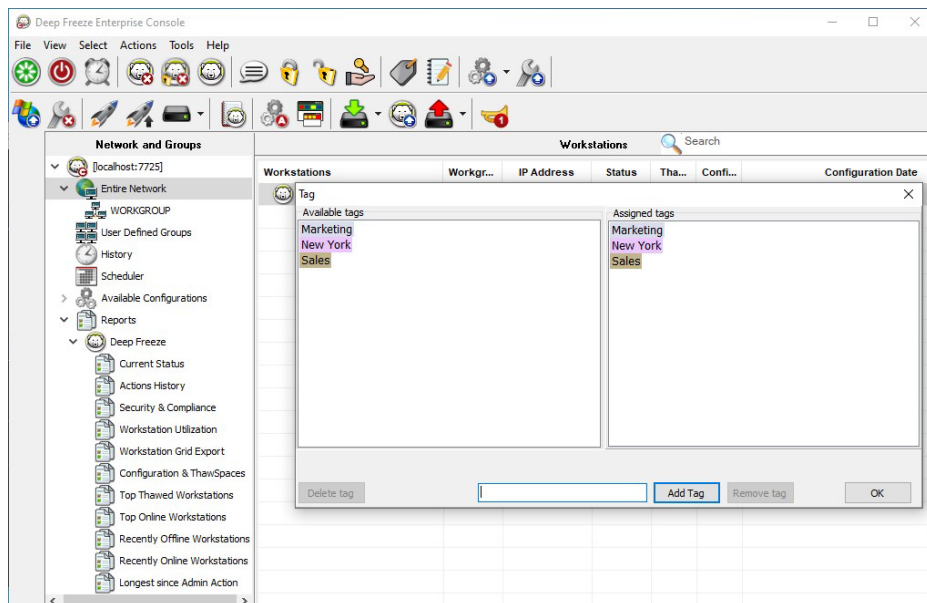 Deep Freeze Enterprise Console
File View Select Actions Tools Help
Network and Groups
Workstations
Search
[localhost:7725]
Entire Network
WORKGROUP
User Defined Groups
History
Scheduler
Available Configurations
Reports
Deep Freeze
Current Status
Actions History
Security & Compliance
Workstation Utilization
Workstation Grid Export
Configuration & ThawSpaces
Top Thawed Workstations
Top Online Workstations
Recently Offline Workstations
Recently Online Workstations
Longest since Admin Action
Workstations Workgr... IP Address Status Tha... Confi... Configuration Date
Tag
Available tags
Marketing
New York
Sales
Assigned tags
Marketing
New York
Sales
Delete tag
Add Tag
Remove tag
OK